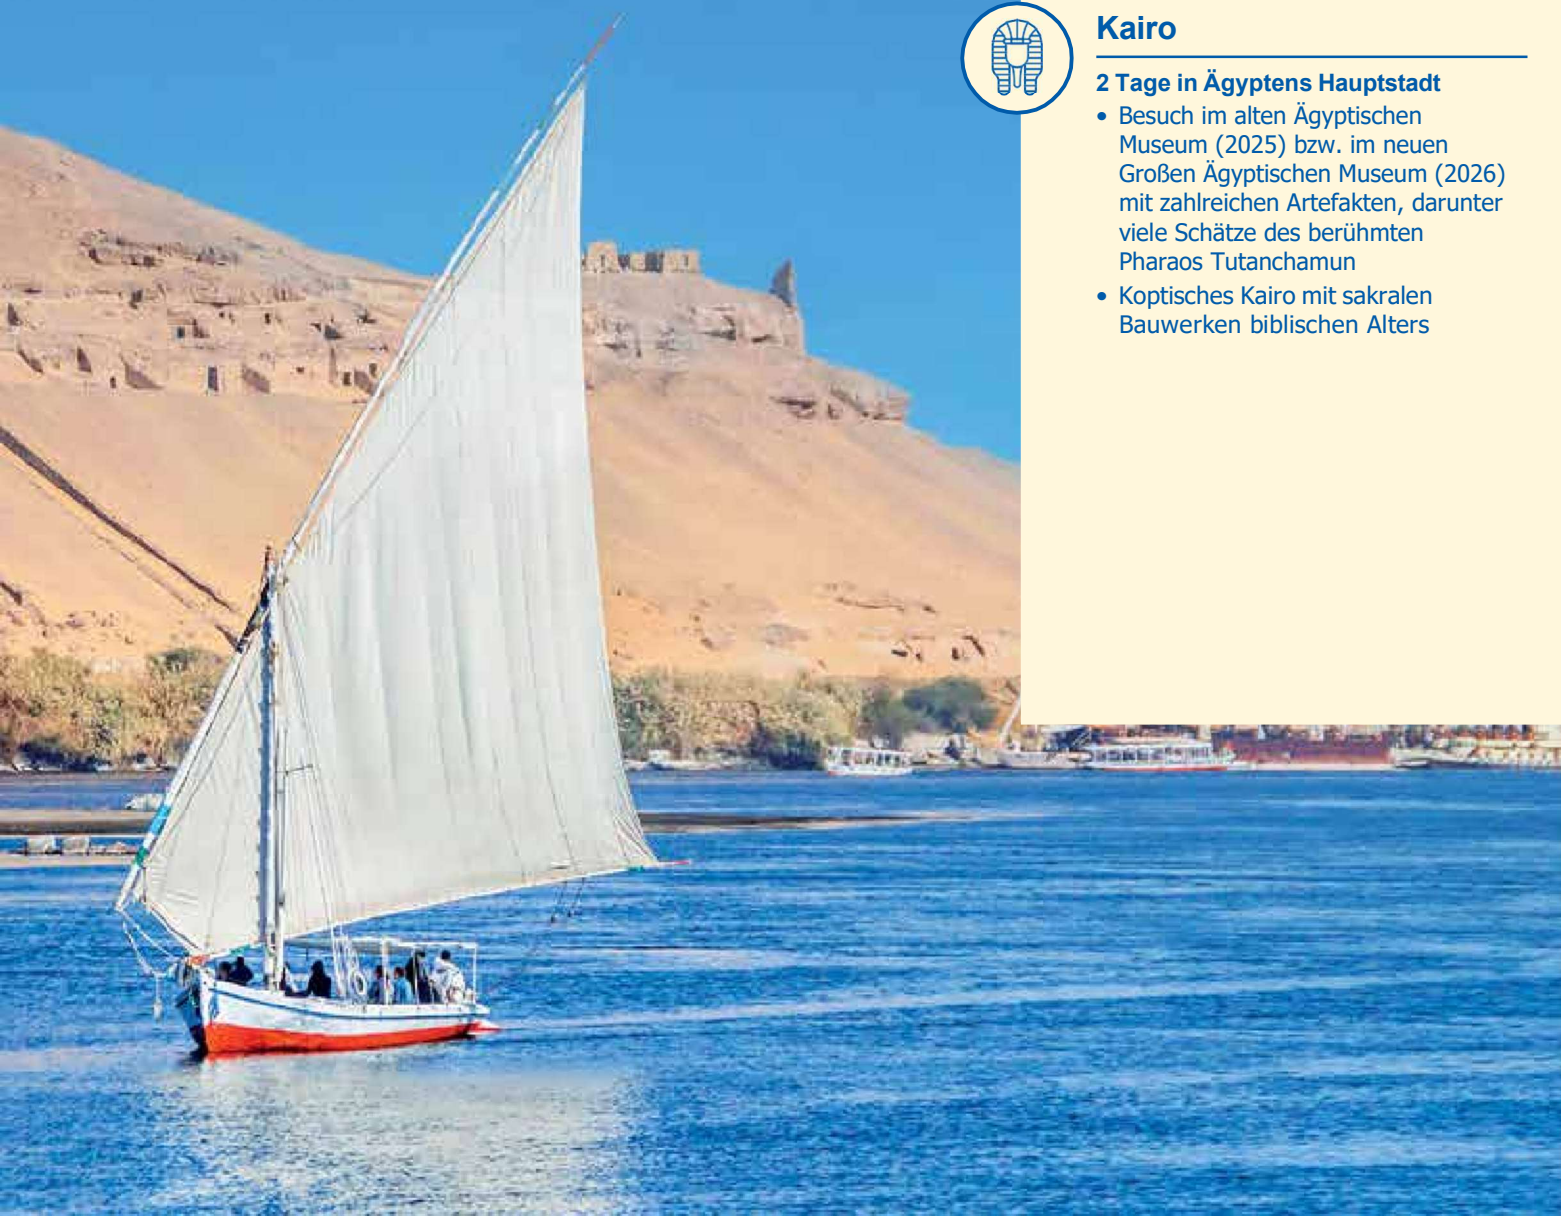 Kairo
2 Tage in Ägyptens Hauptstadt
• Besuch im alten Ägyptischen
Museum (2025) bzw. im neuen
Großen Ägyptischen Museum (2026)
mit zahlreichen Artefakten, darunter
viele Schätze des berühmten
Pharaos Tutanchamun
• Koptisches Kairo mit sakralen
Bauwerken biblischen Alters